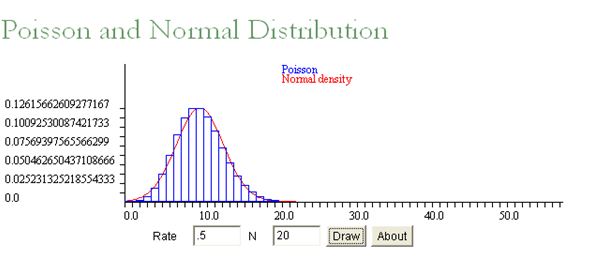 Poisson and Normal Distribution
Poisson
Normal density
0.12615662609277167
0.10092530087421733
0.07569397565566299
0.050462650437108666
0.025231325218554333
0.0
0.0 10.0 20.0 30.0 40.0 50.0
Rate .5 N 20 Draw About